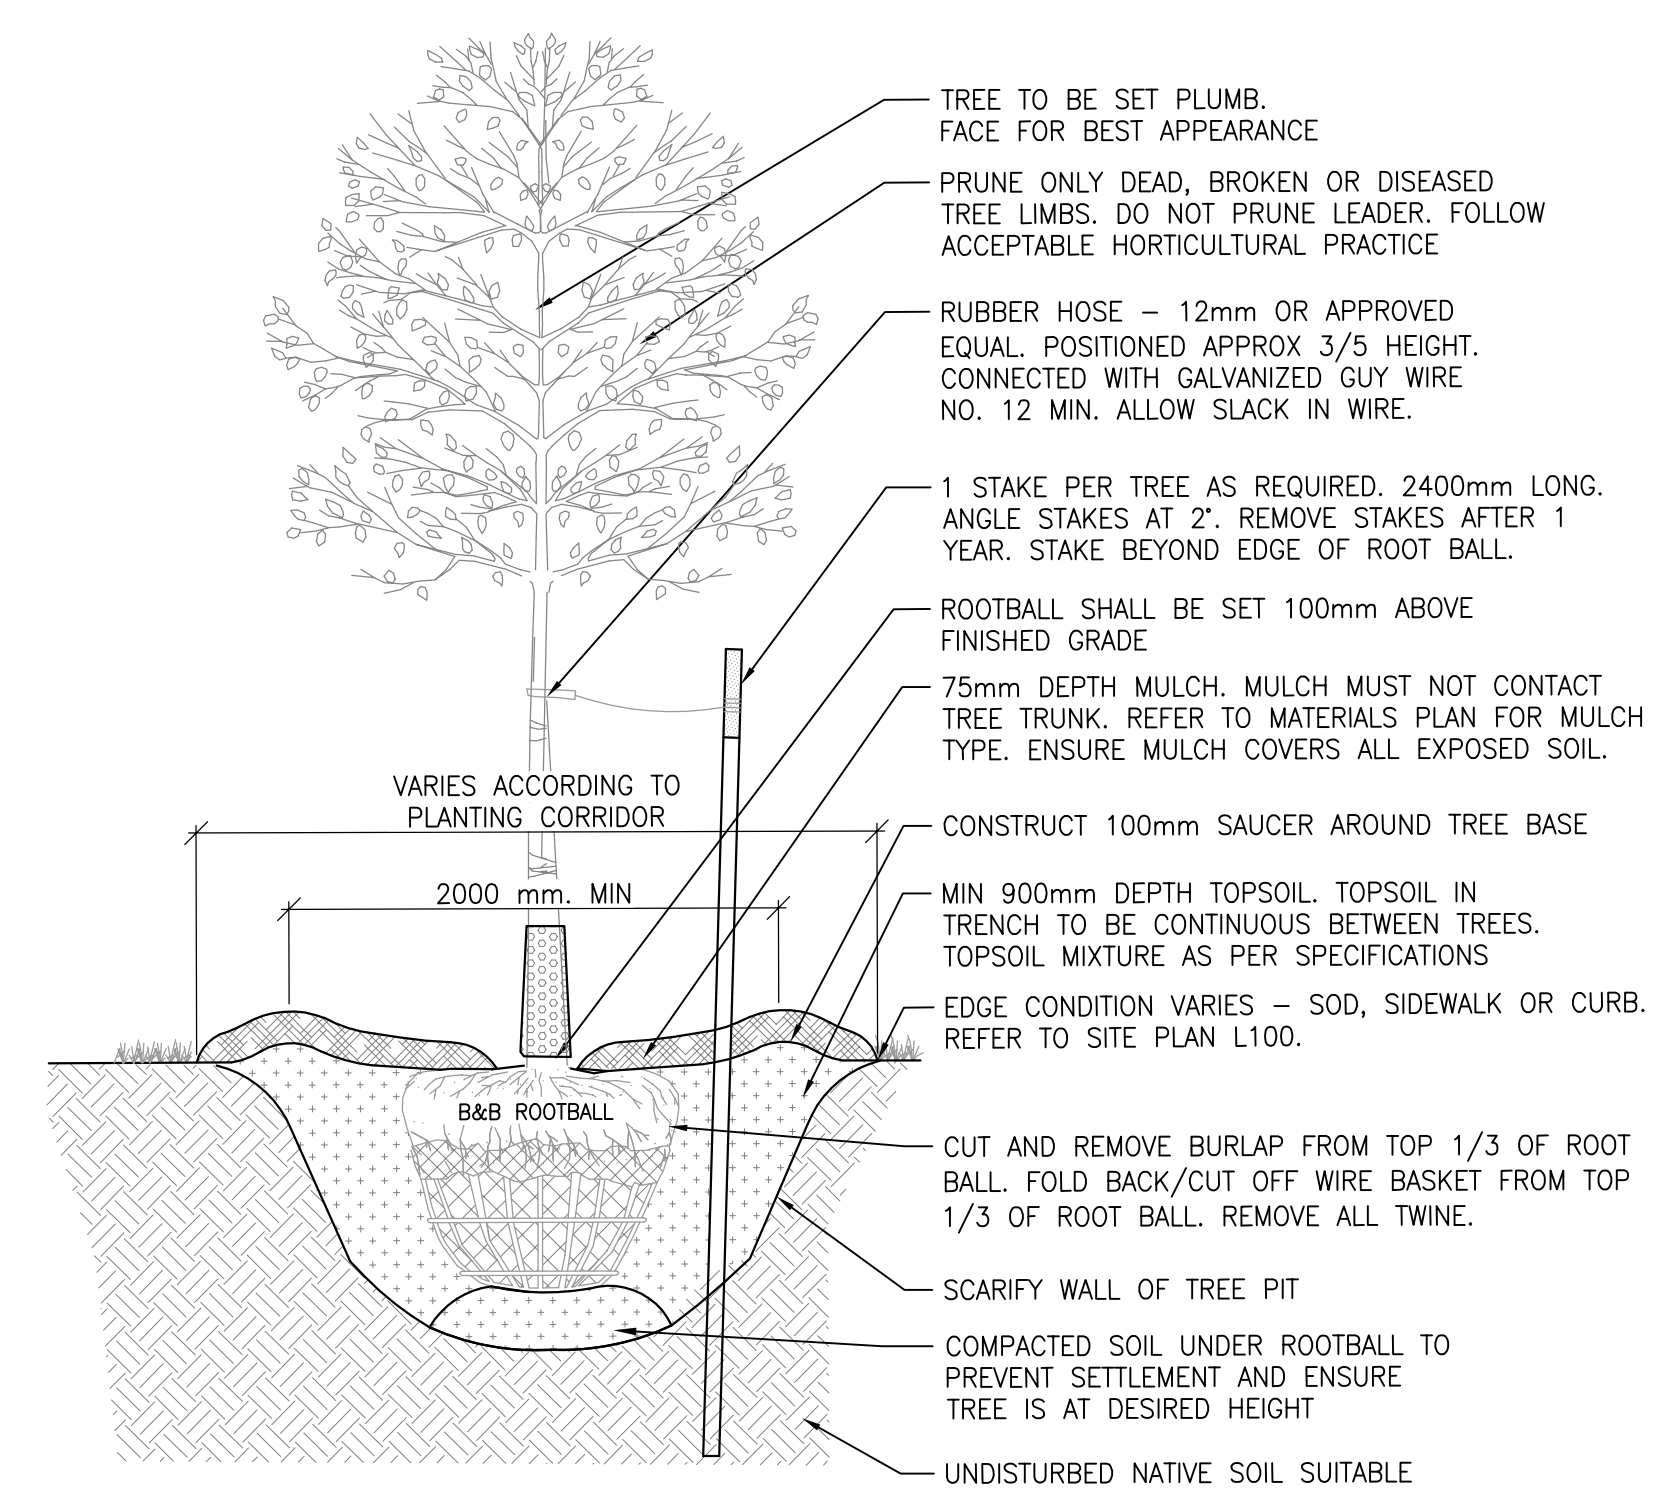 TREE TO BE SET PLUMB.
FACE FOR BEST APPEARANCE
PRUNE ONLY DEAD, BROKEN OR DISEASED
TREE LIMBS. DO NOT PRUNE LEADER. FOLLOW
ACCEPTABLE HORTICULTURAL PRACTICE
RUBBER HOSE – 12mm OR APPROVED
EQUAL. POSITIONED APPROX 3/5 HEIGHT.
CONNECTED WITH GALVANIZED GUY WIRE
NO. 12 MIN. ALLOW SLACK IN WIRE.
1 STAKE PER TREE AS REQUIRED. 2400mm LONG.
ANGLE STAKES AT 2°. REMOVE STAKES AFTER 1
YEAR. STAKE BEYOND EDGE OF ROOT BALL.
ROOTBALL SHALL BE SET 100mm ABOVE
FINISHED GRADE
75mm DEPTH MULCH. MULCH MUST NOT CONTACT
TREE TRUNK. REFER TO MATERIALS PLAN FOR MULCH
TYPE. ENSURE MULCH COVERS ALL EXPOSED SOIL.
VARIES ACCORDING TO
PLANTING CORRIDOR
CONSTRUCT 100mm SAUCER AROUND TREE BASE
2000 mm. MIN
MIN 900mm DEPTH TOPSOIL. TOPSOIL IN
TRENCH TO BE CONTINUOUS BETWEEN TREES.
TOPSOIL MIXTURE AS PER SPECIFICATIONS
EDGE CONDITION VARIES – SOD, SIDEWALK OR CURB.
REFER TO SITE PLAN L100.
B&B ROOTBALL
CUT AND REMOVE BURLAP FROM TOP 1/3 OF ROOT
BALL. FOLD BACK/CUT OFF WIRE BASKET FROM TOP
1/3 OF ROOT BALL. REMOVE ALL TWINE.
SCARIFY WALL OF TREE PIT
COMPACTED SOIL UNDER ROOTBALL TO
PREVENT SETTLEMENT AND ENSURE
TREE IS AT DESIRED HEIGHT
UNDISTURBED NATIVE SOIL SUITABLE